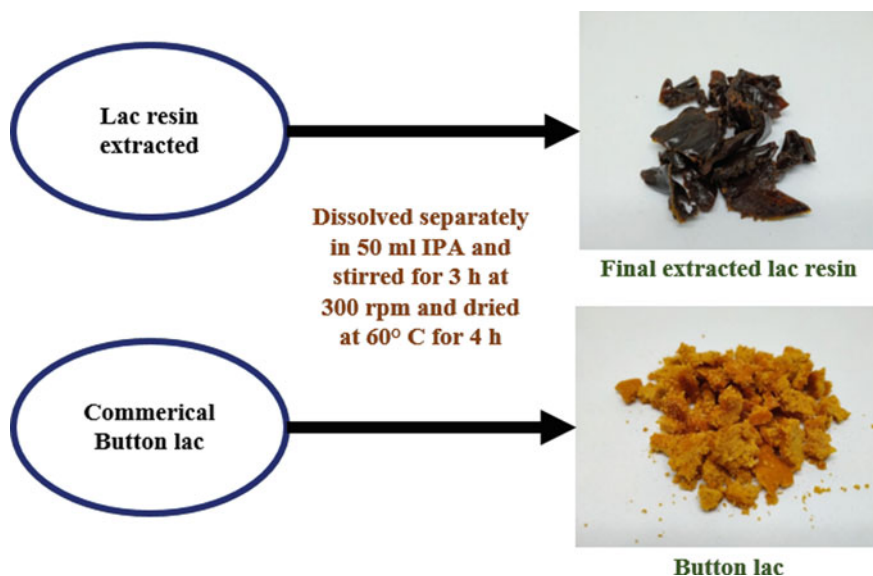 Lac resin
extracted
Dissolved separately
in 50 ml IPA and
stirred for 3 h at
300 rpm and dried
at 60° C for 4 h
Final extracted lac resin
Commerical
Button lac
Button lac